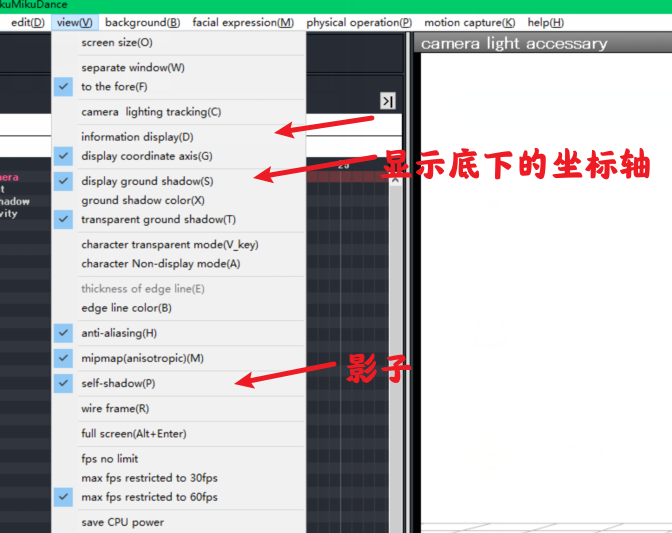 kuMikuDance
edit(D) view(V) background(B) facial expression(M) physical operation(P) motion capture(K) help(H)
camera light accessary
screen size(O)
separate window(W)
to the fore(F)
camera lighting tracking(C)
information display(D)
display coordinate axis(G)
显示底下的坐标轴
display ground shadow(S)
ground shadow color(X)
transparent ground shadow(T)
character transparent mode(V_key)
character Non-display mode(A)
thickness of edge line(E)
edge line color(B)
anti-aliasing(H)
mipmap(anisotropic)(M)
影子
self-shadow(P)
wire frame(R)
full screen(Alt+Enter)
fps no limit
max fps restricted to 30fps
max fps restricted to 60fps
save CPU power
era
t
hadow
vity